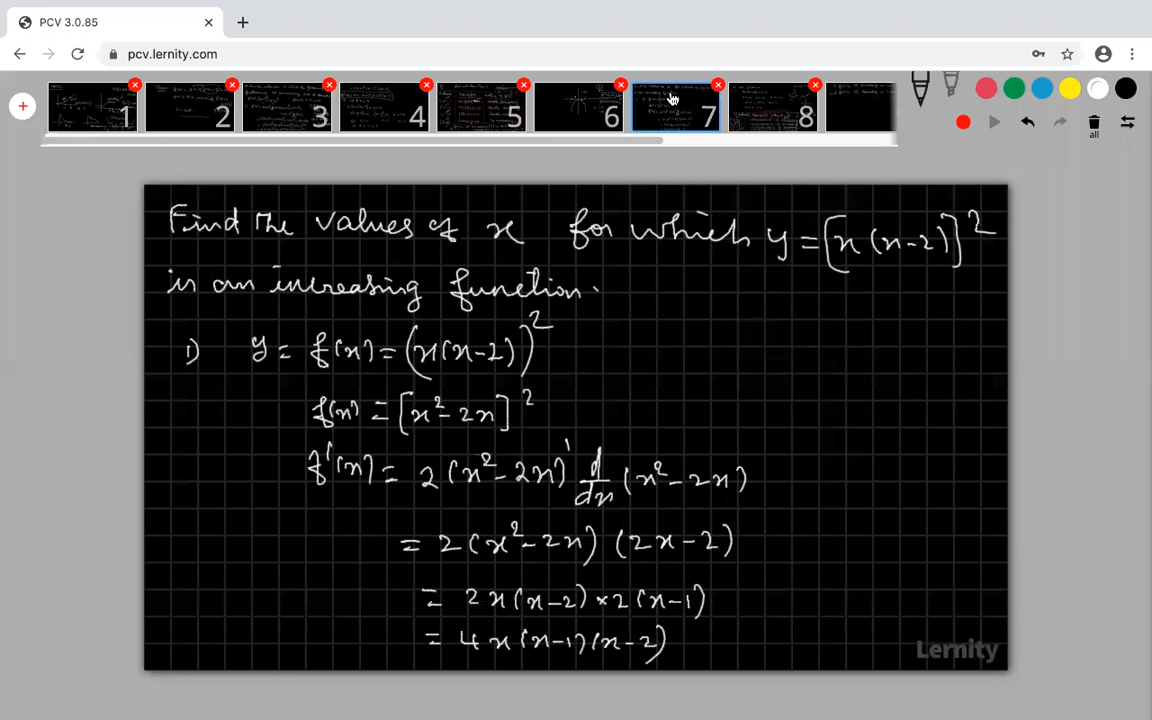 PCV 3.0.85
pcv.lernity.com
1 2 3 4 5 6 7 8
all
Find the values of x for which y = [x(x-2)]²
is an increasing function.
1) y = f(x) = (x(x-2))²
f(x) = [x² - 2x]²
f'(x) = 2(x² - 2x)¹ d/dx (x² - 2x)
= 2(x² - 2x) (2x - 2)
= 2x(x-2) × 2(x-1)
= 4x(x-1)(x-2)
Lernity